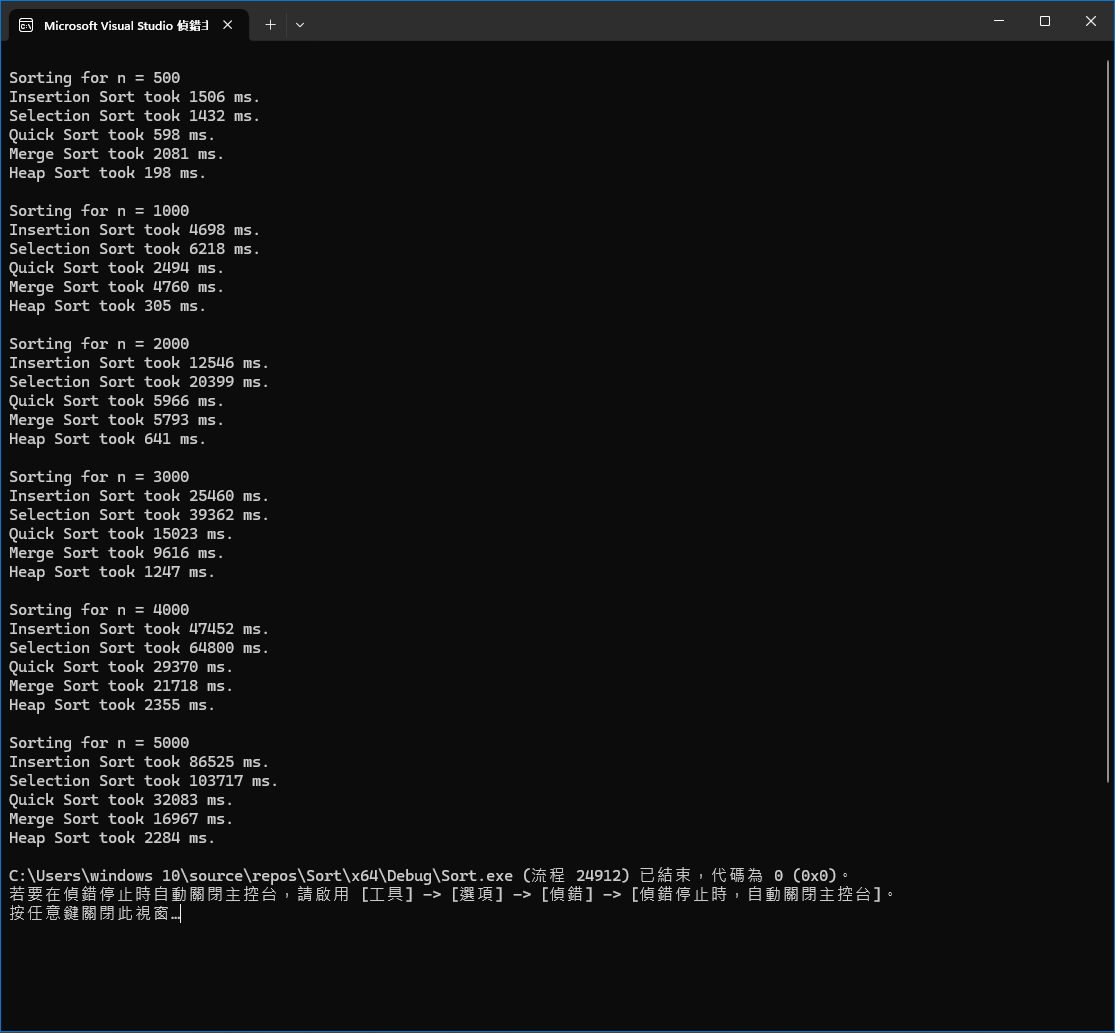 Microsoft Visual Studio 偵錯主
Sorting for n = 500
Insertion Sort took 1506 ms.
Selection Sort took 1432 ms.
Quick Sort took 598 ms.
Merge Sort took 2081 ms.
Heap Sort took 198 ms.
Sorting for n = 1000
Insertion Sort took 4698 ms.
Selection Sort took 6218 ms.
Quick Sort took 2494 ms.
Merge Sort took 4760 ms.
Heap Sort took 305 ms.
Sorting for n = 2000
Insertion Sort took 12546 ms.
Selection Sort took 20399 ms.
Quick Sort took 5966 ms.
Merge Sort took 5793 ms.
Heap Sort took 641 ms.
Sorting for n = 3000
Insertion Sort took 25460 ms.
Selection Sort took 39362 ms.
Quick Sort took 15023 ms.
Merge Sort took 9616 ms.
Heap Sort took 1247 ms.
Sorting for n = 4000
Insertion Sort took 47452 ms.
Selection Sort took 64800 ms.
Quick Sort took 29370 ms.
Merge Sort took 21718 ms.
Heap Sort took 2355 ms.
Sorting for n = 5000
Insertion Sort took 86525 ms.
Selection Sort took 103717 ms.
Quick Sort took 32083 ms.
Merge Sort took 16967 ms.
Heap Sort took 2284 ms.
C:\Users\windows 10\source\repos\Sort\x64\Debug\Sort.exe (流程 24912) 已結束，代碼為 0 (0x0)。
若要在偵錯停止時自動關閉主控台，請啟用 [工具] -> [選項] -> [偵錯] -> [偵錯停止時，自動關閉主控台]。
按任意鍵關閉此視窗…